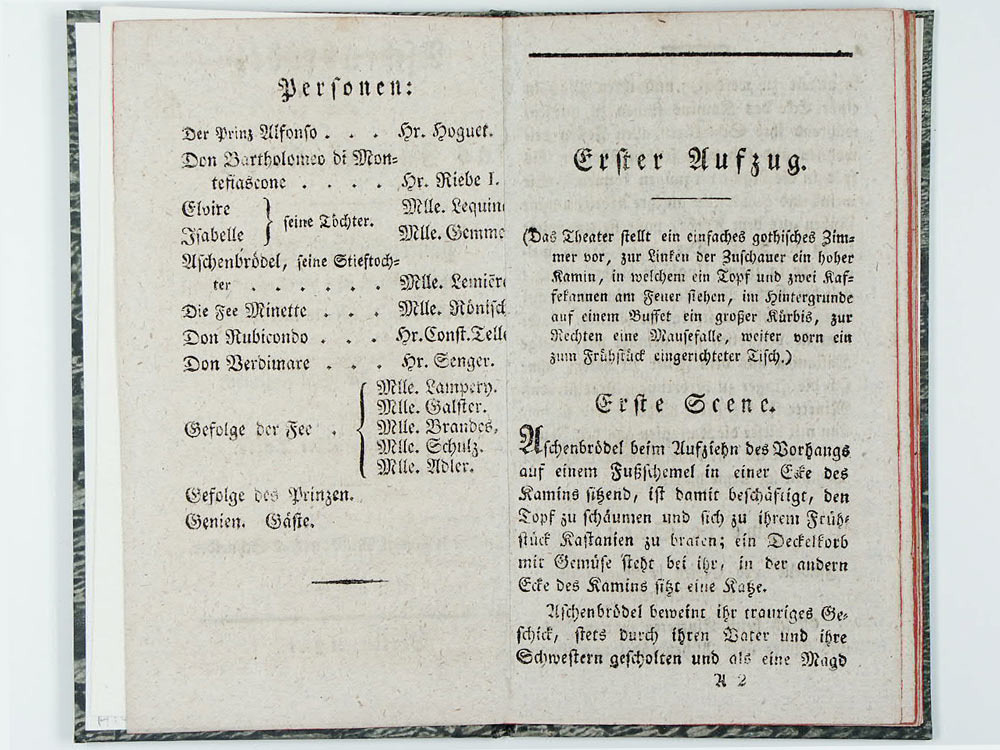 Perſonen:
Der Prinz Alfonſo . . . Hr. Hoguet.
Don Bartholomeo di Mon⸗
tefiascone . . . . Hr. Riebe I.
Elvire
Iſabelle } ſeine Töchter. Mlle. Lequin
Mlle. Gemme
Aſchenbrödel, ſeine Stieftoch⸗
ter . . . . . . Mlle. Lemière
Die Fee Minette . . . Mlle. Röniſch
Don Rubicondo . . . Hr. Conſt. Telle
Don Verdimare . . . Hr. Senger.
Gefolge der Fee . {
Mlle. Lampery.
Mlle. Galſter.
Mlle. Brandes,
Mlle. Schulz.
Mlle. Adler.
Gefolge des Prinzen.
Genien. Gäſte.
Erſter Aufzug.
(Das Theater ſtellt ein einfaches gothiſches Zim⸗
mer vor, zur Linken der Zuſchauer ein hoher
Kamin, in welchem ein Topf und zwei Kaf⸗
fekannen am Feuer ſtehen, im Hintergrunde
auf einem Buffet ein großer Kürbis, zur
Rechten eine Mauſefalle, weiter vorn ein
zum Frühſtück eingerichteter Tiſch.)
Erſte Scene.
Aſchenbrödel beim Aufziehn des Vorhangs
auf einem Fußſchemel in einer Ecke des
Kamins ſitzend, iſt damit beſchäftigt, den
Topf zu ſchäumen und ſich zu ihrem Früh⸗
ſtück Kaſtanien zu braten; ein Deckelkorb
mit Gemüſe ſteht bei ihr, in der andern
Ecke des Kamins ſitzt eine Katze.
Aſchenbrödel beweint ihr trauriges Ge⸗
ſchick, ſtets durch ihren Vater und ihre
Schweſtern geſcholten und als eine Magd
A 2